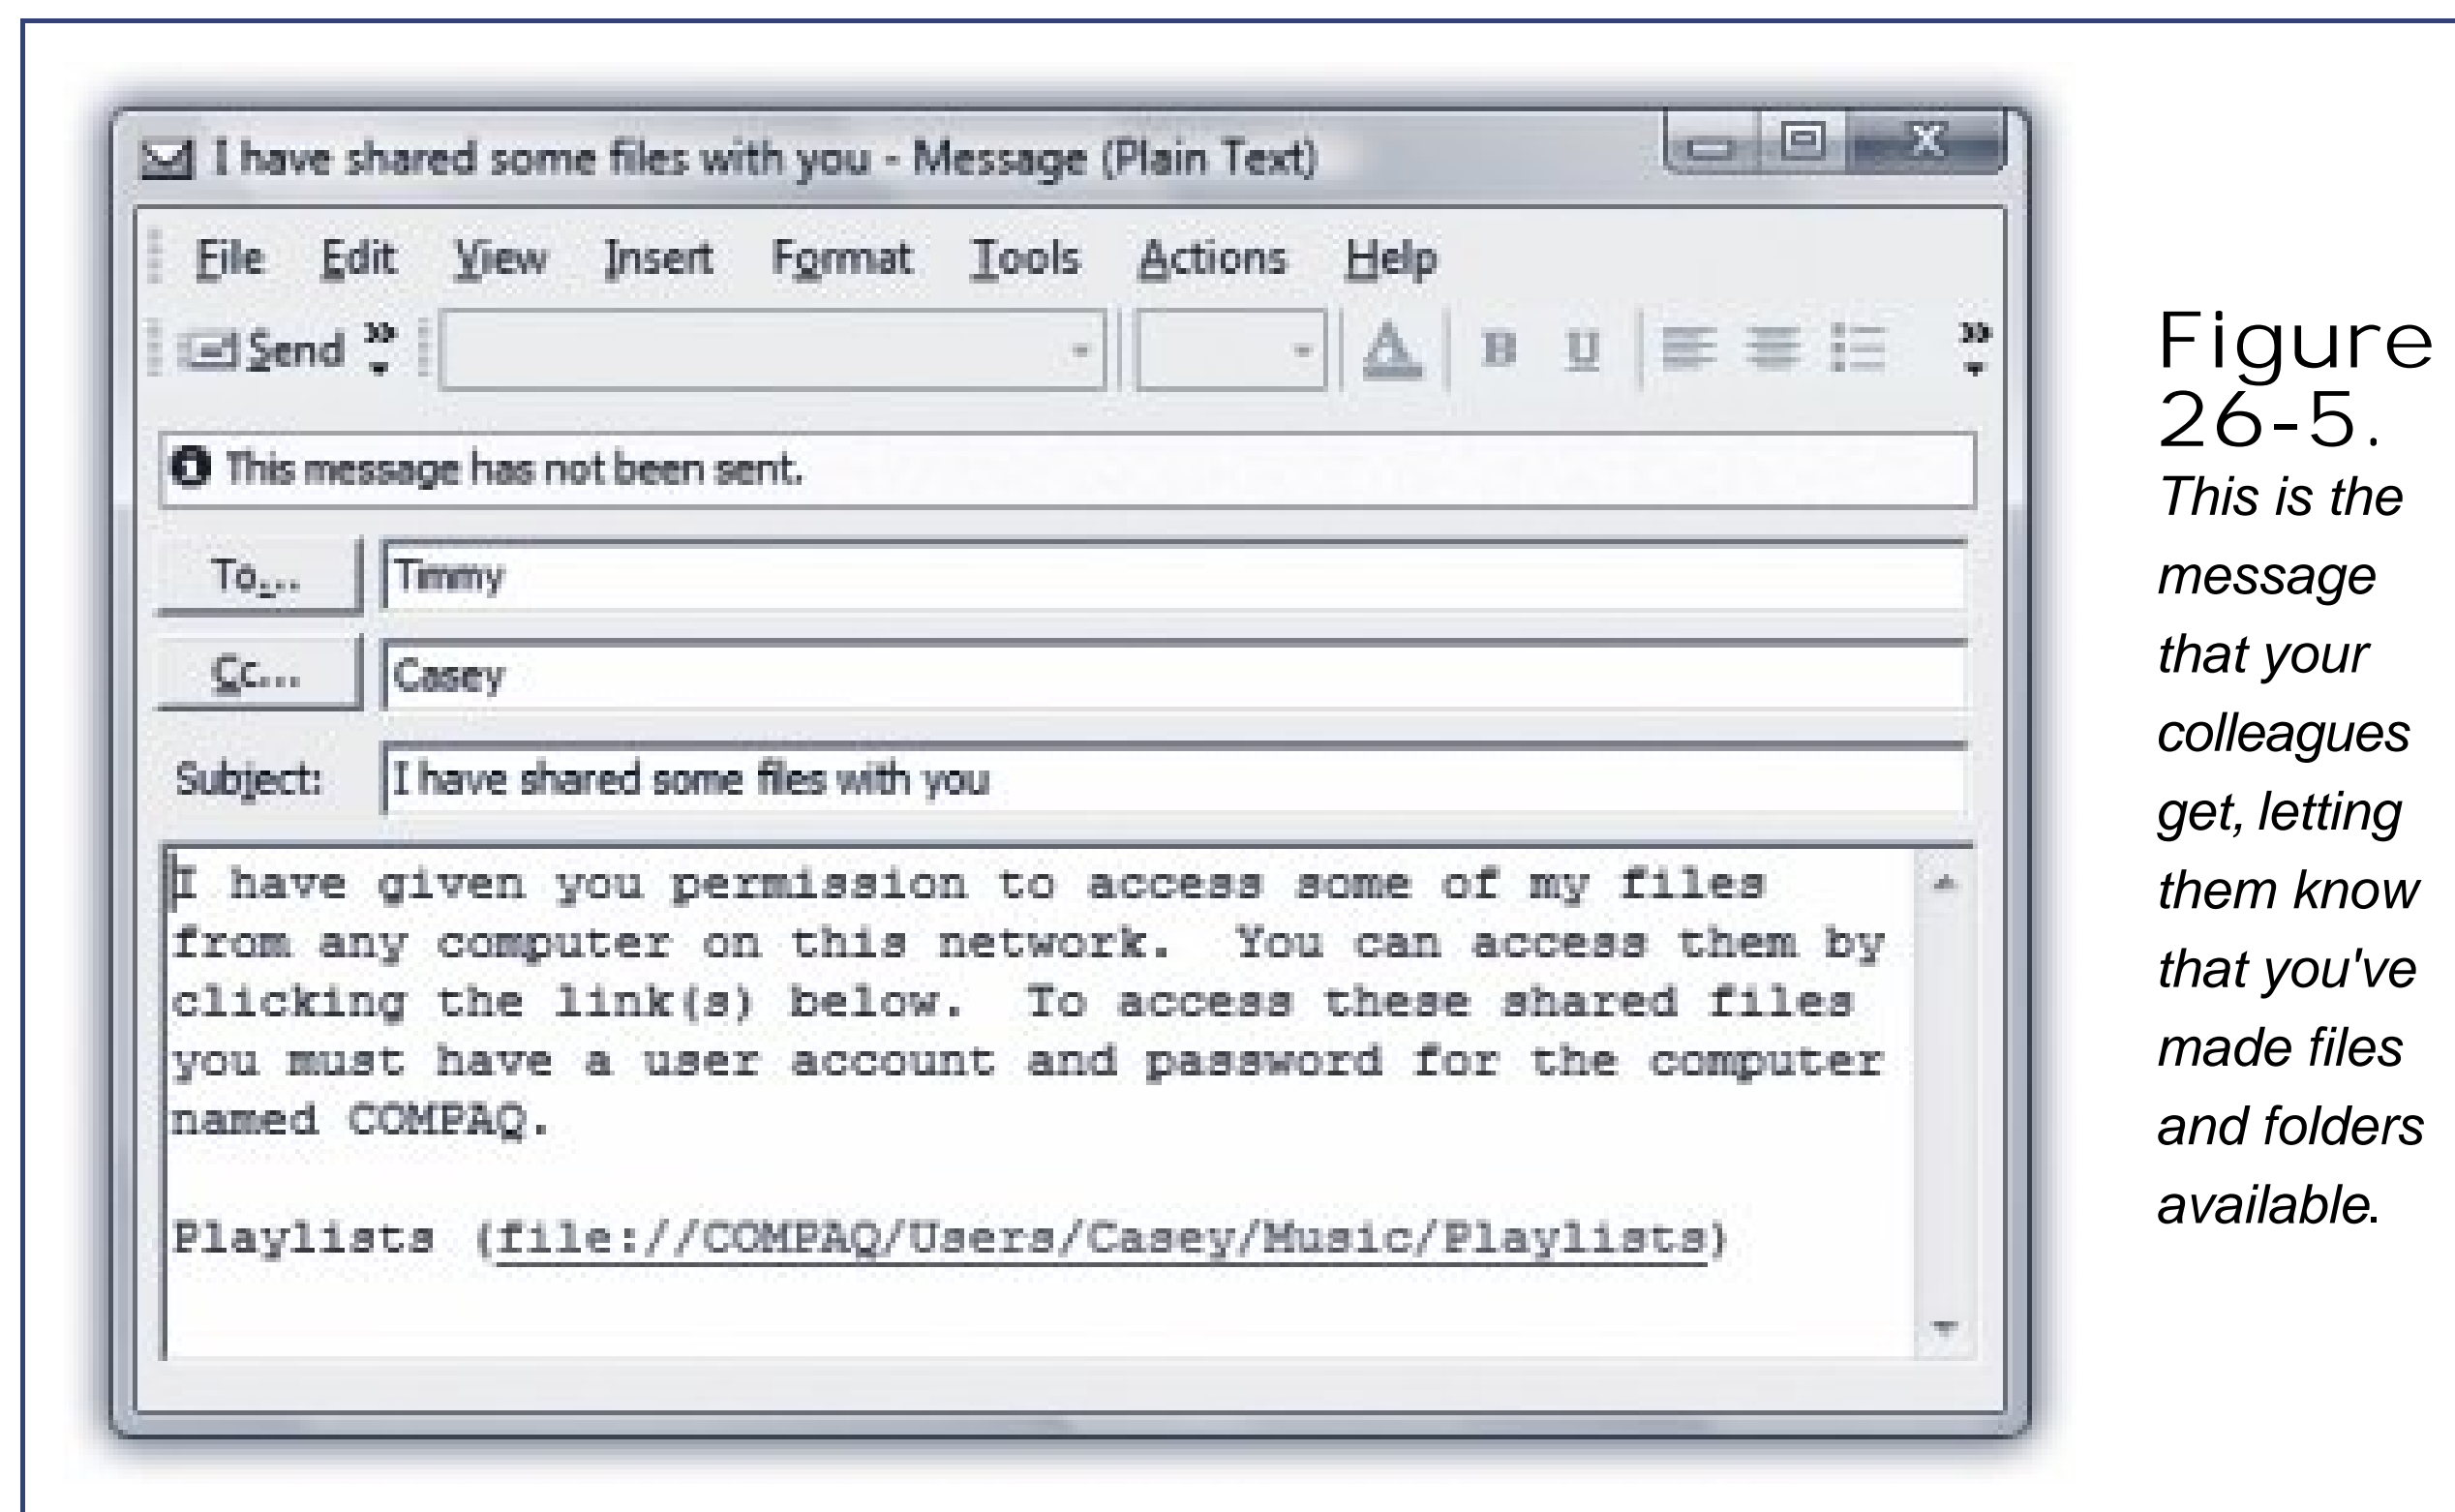 I have shared some files with you - Message (Plain Text)
File Edit View Insert Format Tools Actions Help
Send
A B U
This message has not been sent.
To... Timmy
Cc... Casey
Subject: I have shared some files with you
I have given you permission to access some of my files
from any computer on this network.  You can access them by
clicking the link(s) below.  To access these shared files
you must have a user account and password for the computer
named COMPAQ.
Playlists (file://COMPAQ/Users/Casey/Music/Playlists)
Figure
26-5.
This is the
message
that your
colleagues
get, letting
them know
that you've
made files
and folders
available.